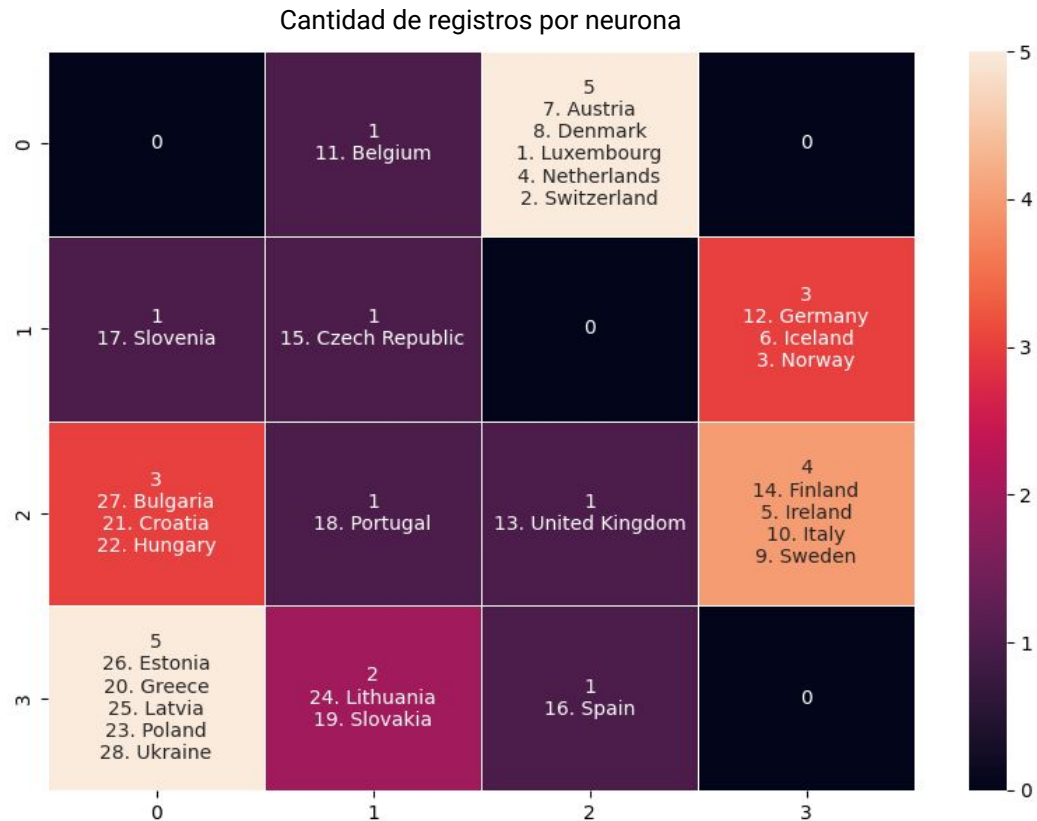 Cantidad de registros por neurona
0
0
1
11. Belgium
5
7. Austria
8. Denmark
1. Luxembourg
4. Netherlands
2. Switzerland
0
1
1
17. Slovenia
1
15. Czech Republic
0
3
12. Germany
6. Iceland
3. Norway
2
3
27. Bulgaria
21. Croatia
22. Hungary
1
18. Portugal
1
13. United Kingdom
4
14. Finland
5. Ireland
10. Italy
9. Sweden
3
5
26. Estonia
20. Greece
25. Latvia
23. Poland
28. Ukraine
2
24. Lithuania
19. Slovakia
1
16. Spain
0
0
1
2
3
5
4
3
2
1
0